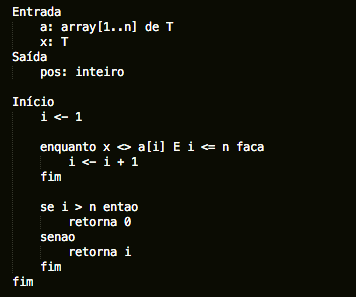 Entrada
    a: array[1..n] de T
    x: T
Saída
    pos: inteiro

Início
    i <- 1

    enquanto x <> a[i] E i <= n faca
        i <- i + 1
    fim

    se i > n entao
        retorna 0
    senao
        retorna i
    fim
fim